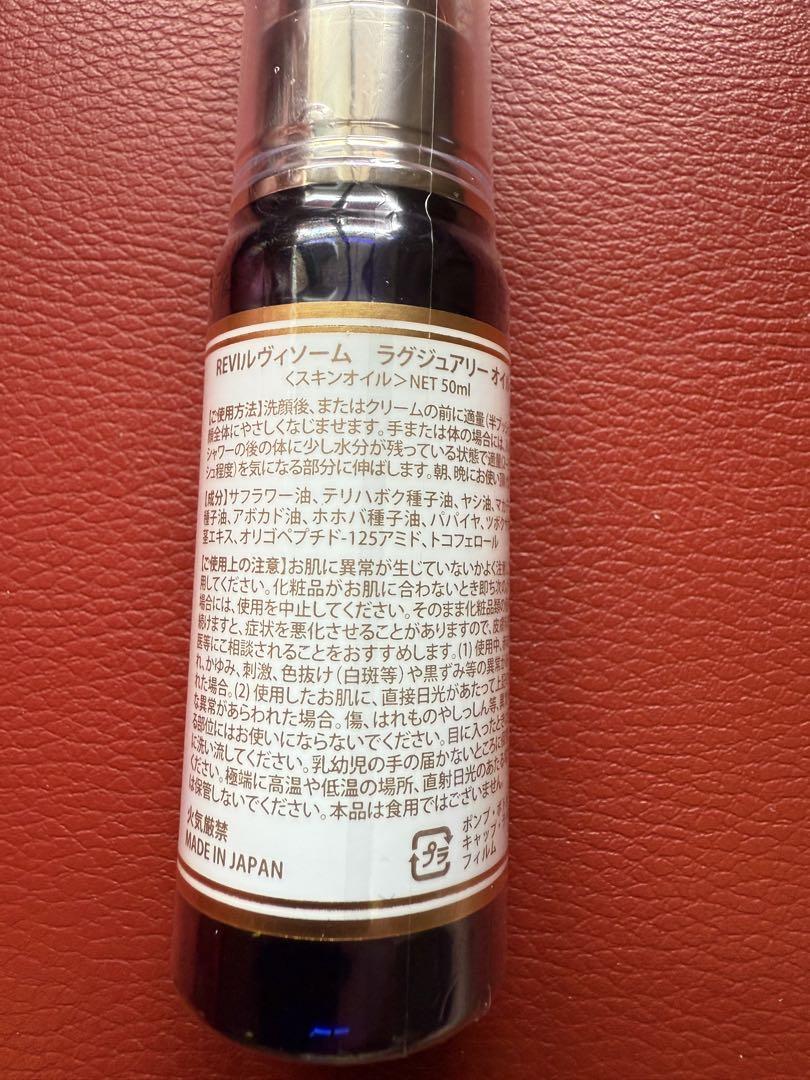 REVIルヴィソーム ラグジュアリー オイル
〈スキンオイル〉NET 50ml
【ご使用方法】洗顔後、またはクリームの前に適量(半プッシ
顔全体にやさしくなじませます。手または体の場合には、
シャワーの後の体に少し水分が残っている状態で適量
シュ程度)を気になる部分に伸ばします。朝、晩にお使い
【成分】サフラワー油、テリハボク種子油、ヤシ油、マカ
種子油、アボカド油、ホホバ種子油、パパイヤ、ツボクサ
茎エキス、オリゴペプチド-125アミド、トコフェロール
【ご使用上の注意】お肌に異常が生じていないかよく注意
用してください。化粧品がお肌に合わないとき即ち次の
場合には、使用を中止してください。そのまま化粧品類の
続けますと、症状を悪化させることがありますので、皮膚
医等にご相談されることをおすすめします。(1) 使用中、
れ、かゆみ、刺激、色抜け(白斑等)や黒ずみ等の異常が
れた場合。(2) 使用したお肌に、直接日光があたって上記
な異常があらわれた場合。傷、はれものやしっしん等、異
る部位にはお使いにならないでください。目に入ったとき
に洗い流してください。乳幼児の手の届かないところに
ください。極端に高温や低温の場所、直射日光のあたる
は保管しないでください。本品は食用ではございません。
火気厳禁
MADE IN JAPAN
プラ
ポンプ・ボ
キャップ・
フィルム